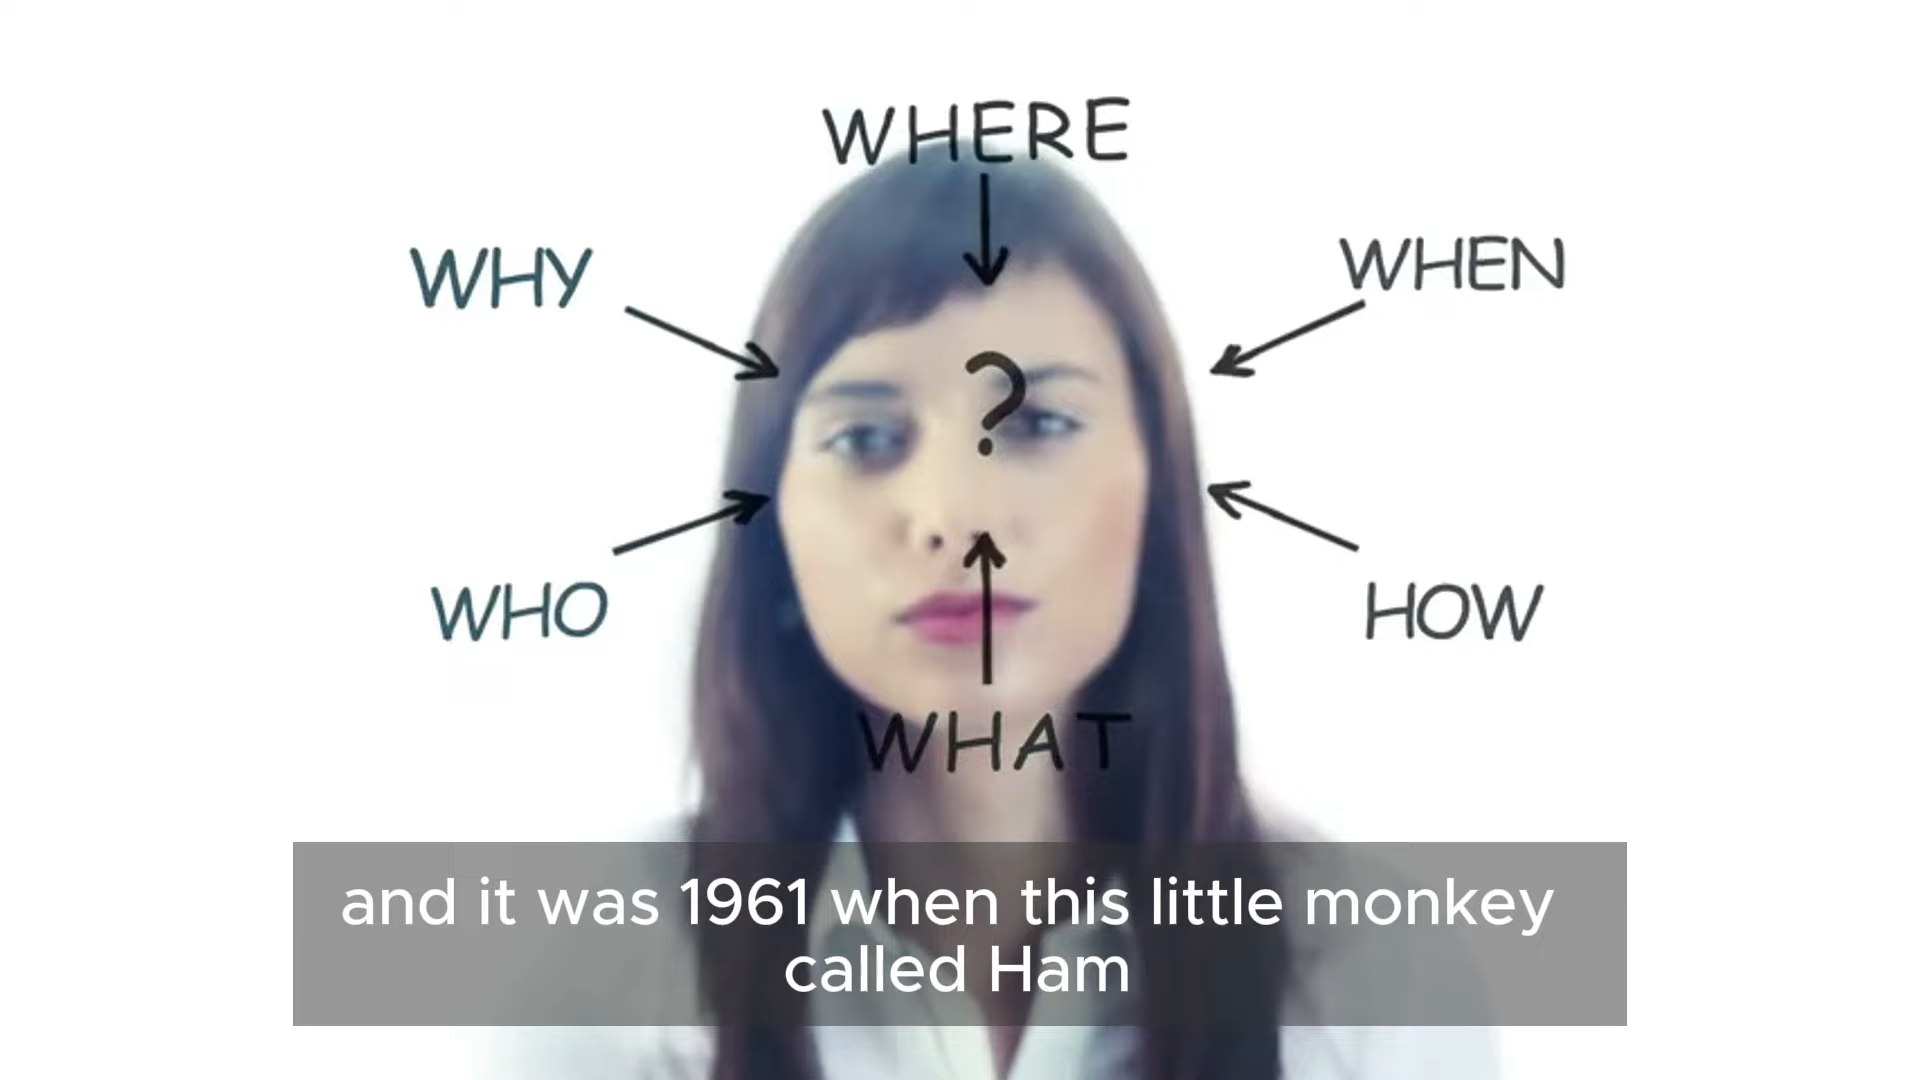 WHERE
WHY
WHEN
?
WHO
HOW
WHAT
and it was 1961 when this little monkey
called Ham